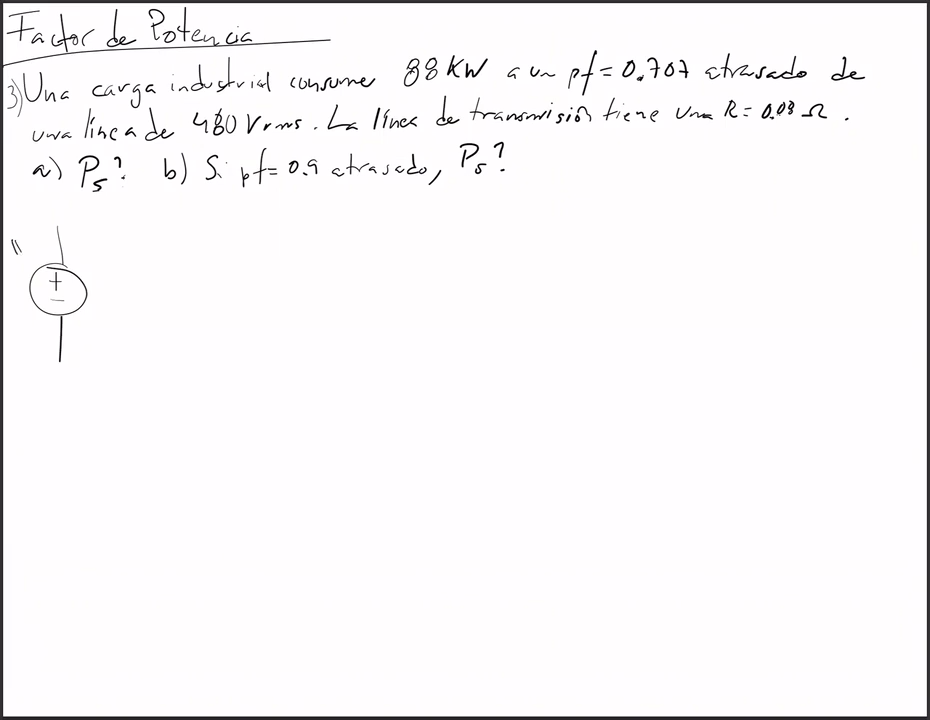 Factor de Potencia
3) Una carga industrial consume 88 KW a un pf = 0.707 atrasado de
una línea de 480 Vrms. La línea de transmisión tiene una R = 0.08 Ω.
a) Ps? b) Si pf = 0.9 atrasado, Ps?
+
-